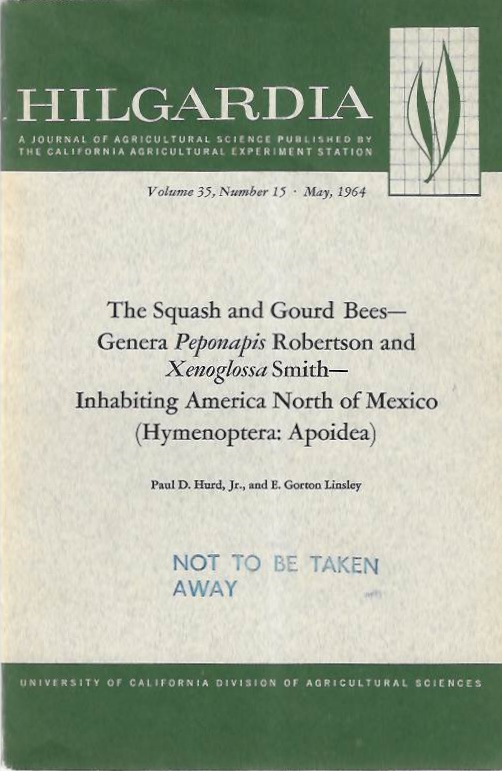 HILGARDIA
A JOURNAL OF AGRICULTURAL SCIENCE PUBLISHED BY
THE CALIFORNIA AGRICULTURAL EXPERIMENT STATION
Volume 35, Number 15 · May, 1964
The Squash and Gourd Bees—
Genera Peponapis Robertson and
Xenoglossa Smith—
Inhabiting America North of Mexico
(Hymenoptera: Apoidea)
Paul D. Hurd, Jr., and E. Gorton Linsley
NOT TO BE TAKEN
AWAY
UNIVERSITY OF CALIFORNIA DIVISION OF AGRICULTURAL SCIENCES